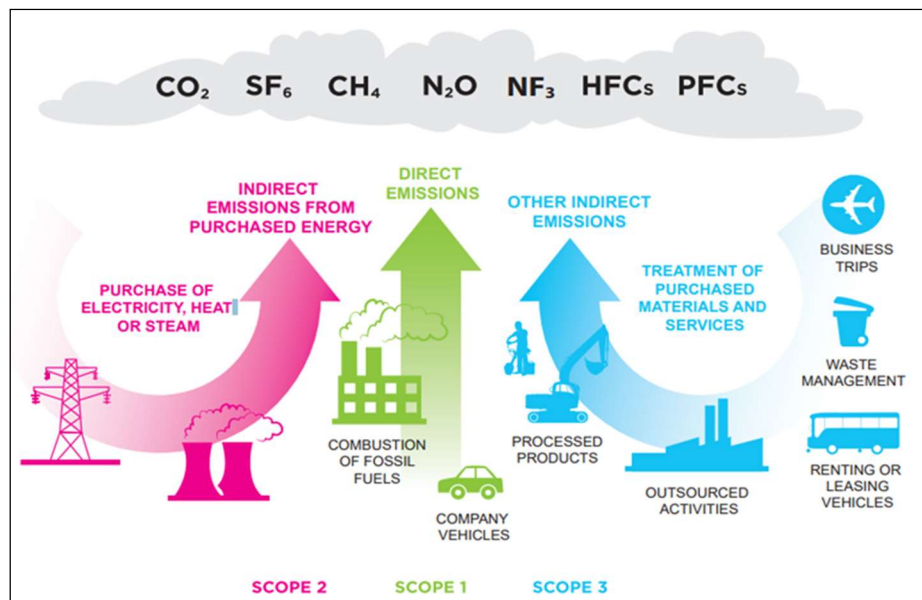 CO₂ SF₆ CH₄ N₂O NF₃ HFCs PFCs
INDIRECT
EMISSIONS FROM
PURCHASED ENERGY
DIRECT
EMISSIONS
OTHER INDIRECT
EMISSIONS
PURCHASE OF
ELECTRICITY, HEAT
OR STEAM
TREATMENT OF
PURCHASED
MATERIALS AND
SERVICES
BUSINESS
TRIPS
WASTE
MANAGEMENT
COMBUSTION
OF FOSSIL
FUELS
PROCESSED
PRODUCTS
RENTING OR
LEASING
VEHICLES
OUTSOURCED
ACTIVITIES
COMPANY
VEHICLES
SCOPE 2 SCOPE 1 SCOPE 3